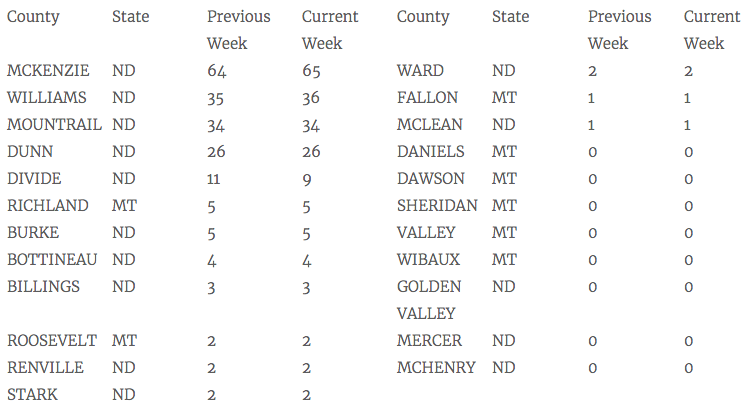 County State Previous Current County State Previous Current
Week Week Week Week
MCKENZIE ND 64 65 WARD ND 2 2
WILLIAMS ND 35 36 FALLON MT 1 1
MOUNTRAIL ND 34 34 MCLEAN ND 1 1
DUNN ND 26 26 DANIELS MT 0 0
DIVIDE ND 11 9 DAWSON MT 0 0
RICHLAND MT 5 5 SHERIDAN MT 0 0
BURKE ND 5 5 VALLEY MT 0 0
BOTTINEAU ND 4 4 WIBAUX MT 0 0
BILLINGS ND 3 3 GOLDEN ND 0 0
VALLEY
ROOSEVELT MT 2 2 MERCER ND 0 0
RENVILLE ND 2 2 MCHENRY ND 0 0
STARK ND 2 2